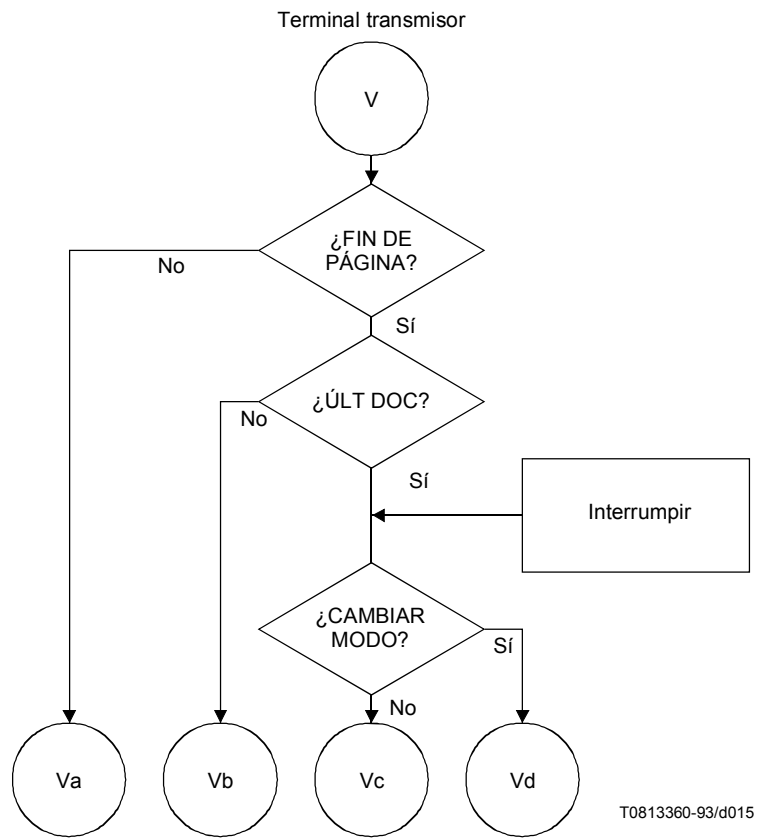 Terminal transmisor
V
¿FIN DE
PÁGINA?
No
Sí
¿ÚLT DOC?
No
Sí
Interrumpir
¿CAMBIAR
MODO?
Sí
No
Va
Vb
Vc
Vd
T0813360-93/d015